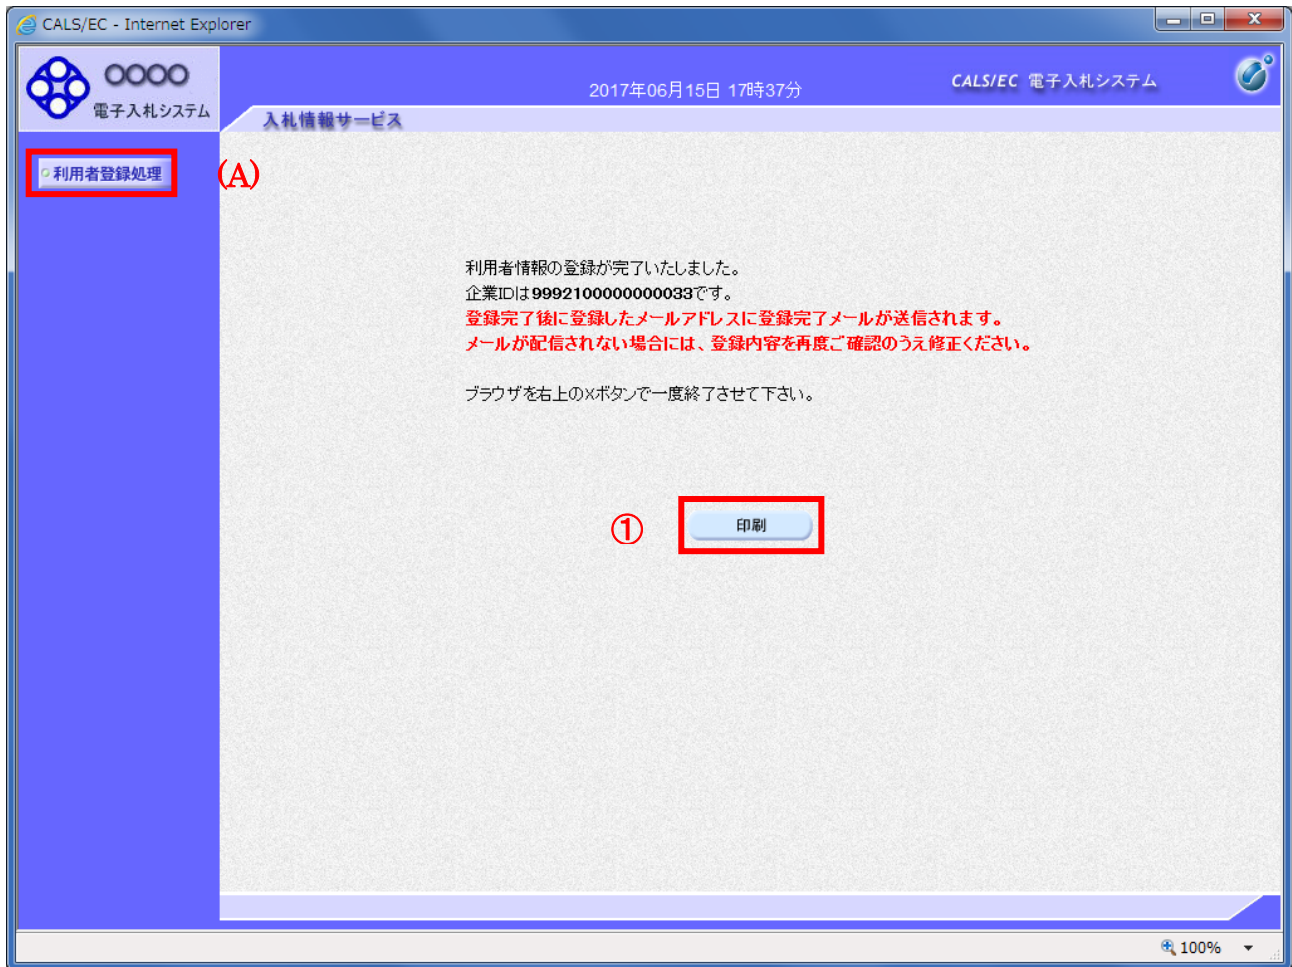 CALS/EC - Internet Explorer
〇〇〇〇
電子入札システム
2017年06月15日 17時37分
CALS/EC 電子入札システム
入札情報サービス
利用者登録処理
(A)
利用者情報の登録が完了いたしました。
企業IDは9992100000000033です。
登録完了後に登録したメールアドレスに登録完了メールが送信されます。
メールが配信されない場合には、登録内容を再度ご確認のうえ修正ください。
ブラウザを右上の×ボタンで一度終了させて下さい。
① 印刷
100%